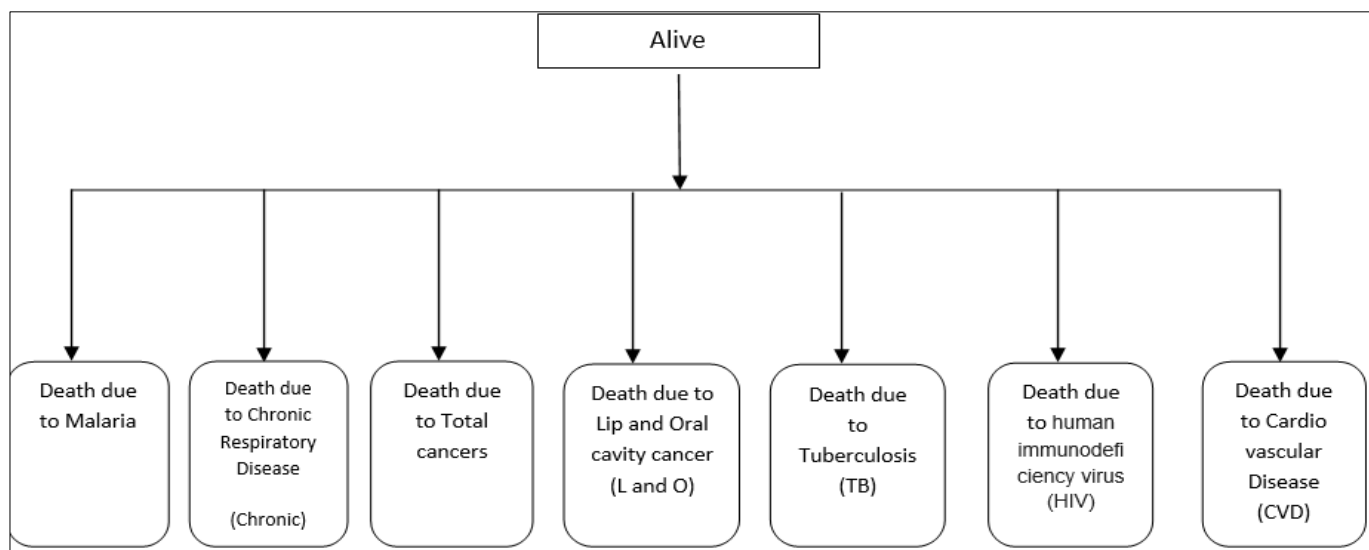 Alive
Death due
to Malaria
Death due
to Chronic
Respiratory
Disease
(Chronic)
Death due
to Total
cancers
Death due to
Lip and Oral
cavity cancer
(L and O)
Death due
to
Tuberculosis
(TB)
Death due
to human
immunodefi
ciency virus
(HIV)
Death due
to Cardio
vascular
Disease
(CVD)